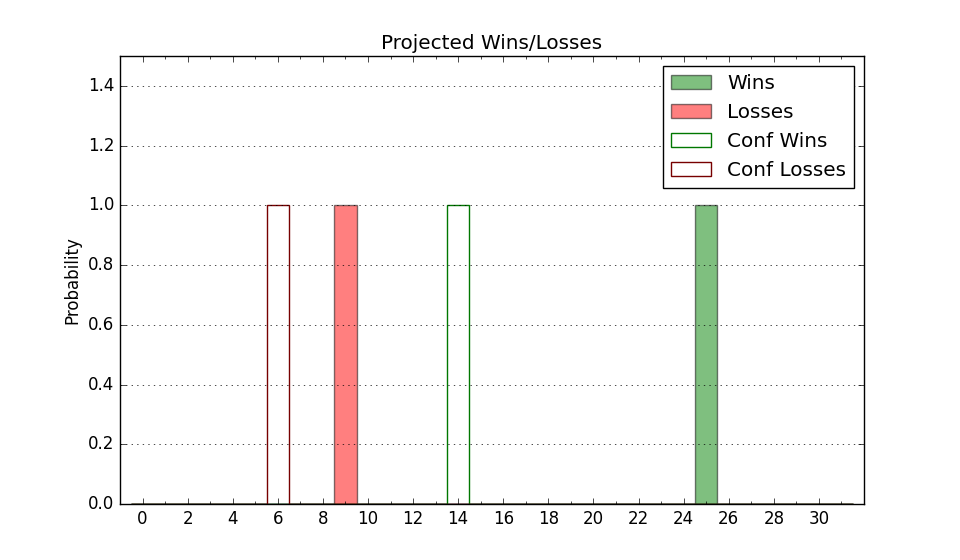 Projected Wins/Losses
1.4
1.2
1.0
0.8
0.6
0.4
0.2
0.0
Probability
Wins
Losses
Conf Wins
Conf Losses
0 2 4 6 8 10 12 14 16 18 20 22 24 26 28 30